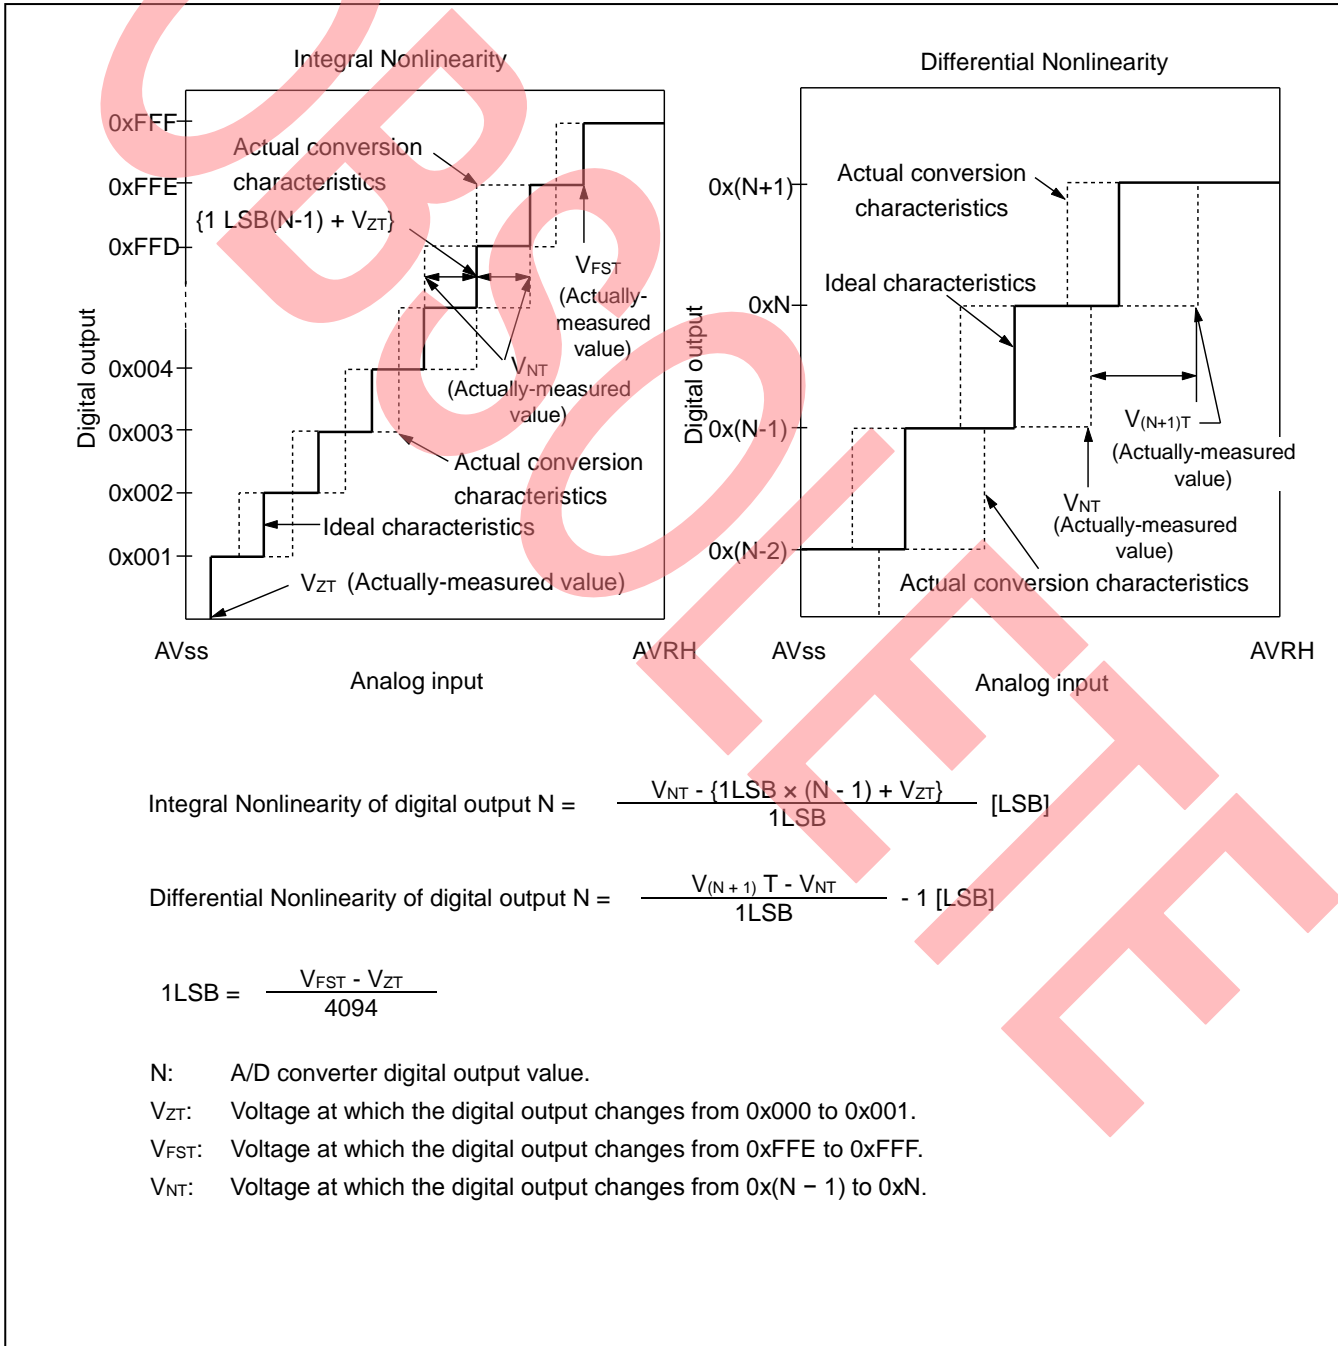 Integral Nonlinearity
0xFFF
0xFFE
0xFFD
0x004
0x003
0x002
0x001
Digital output
Actual conversion
characteristics
{1 LSB(N-1) + VZT}
VFST
(Actually-
measured
value)
VNT
(Actually-measured
value)
Actual conversion
characteristics
Ideal characteristics
VZT (Actually-measured value)
AVss
AVRH
Analog input
Differential Nonlinearity
0x(N+1)
0xN
0x(N-1)
0x(N-2)
Digital output
Actual conversion
characteristics
Ideal characteristics
V(N+1)T
(Actually-measured
value)
VNT
(Actually-measured
value)
Actual conversion characteristics
AVss
AVRH
Analog input
Integral Nonlinearity of digital output N = VNT - {1LSB × (N - 1) + VZT} / 1LSB [LSB]
Differential Nonlinearity of digital output N = V(N + 1) T - VNT / 1LSB - 1 [LSB]
1LSB = VFST - VZT / 4094
N: A/D converter digital output value.
VZT: Voltage at which the digital output changes from 0x000 to 0x001.
VFST: Voltage at which the digital output changes from 0xFFE to 0xFFF.
VNT: Voltage at which the digital output changes from 0x(N − 1) to 0xN.
OBSOLETE